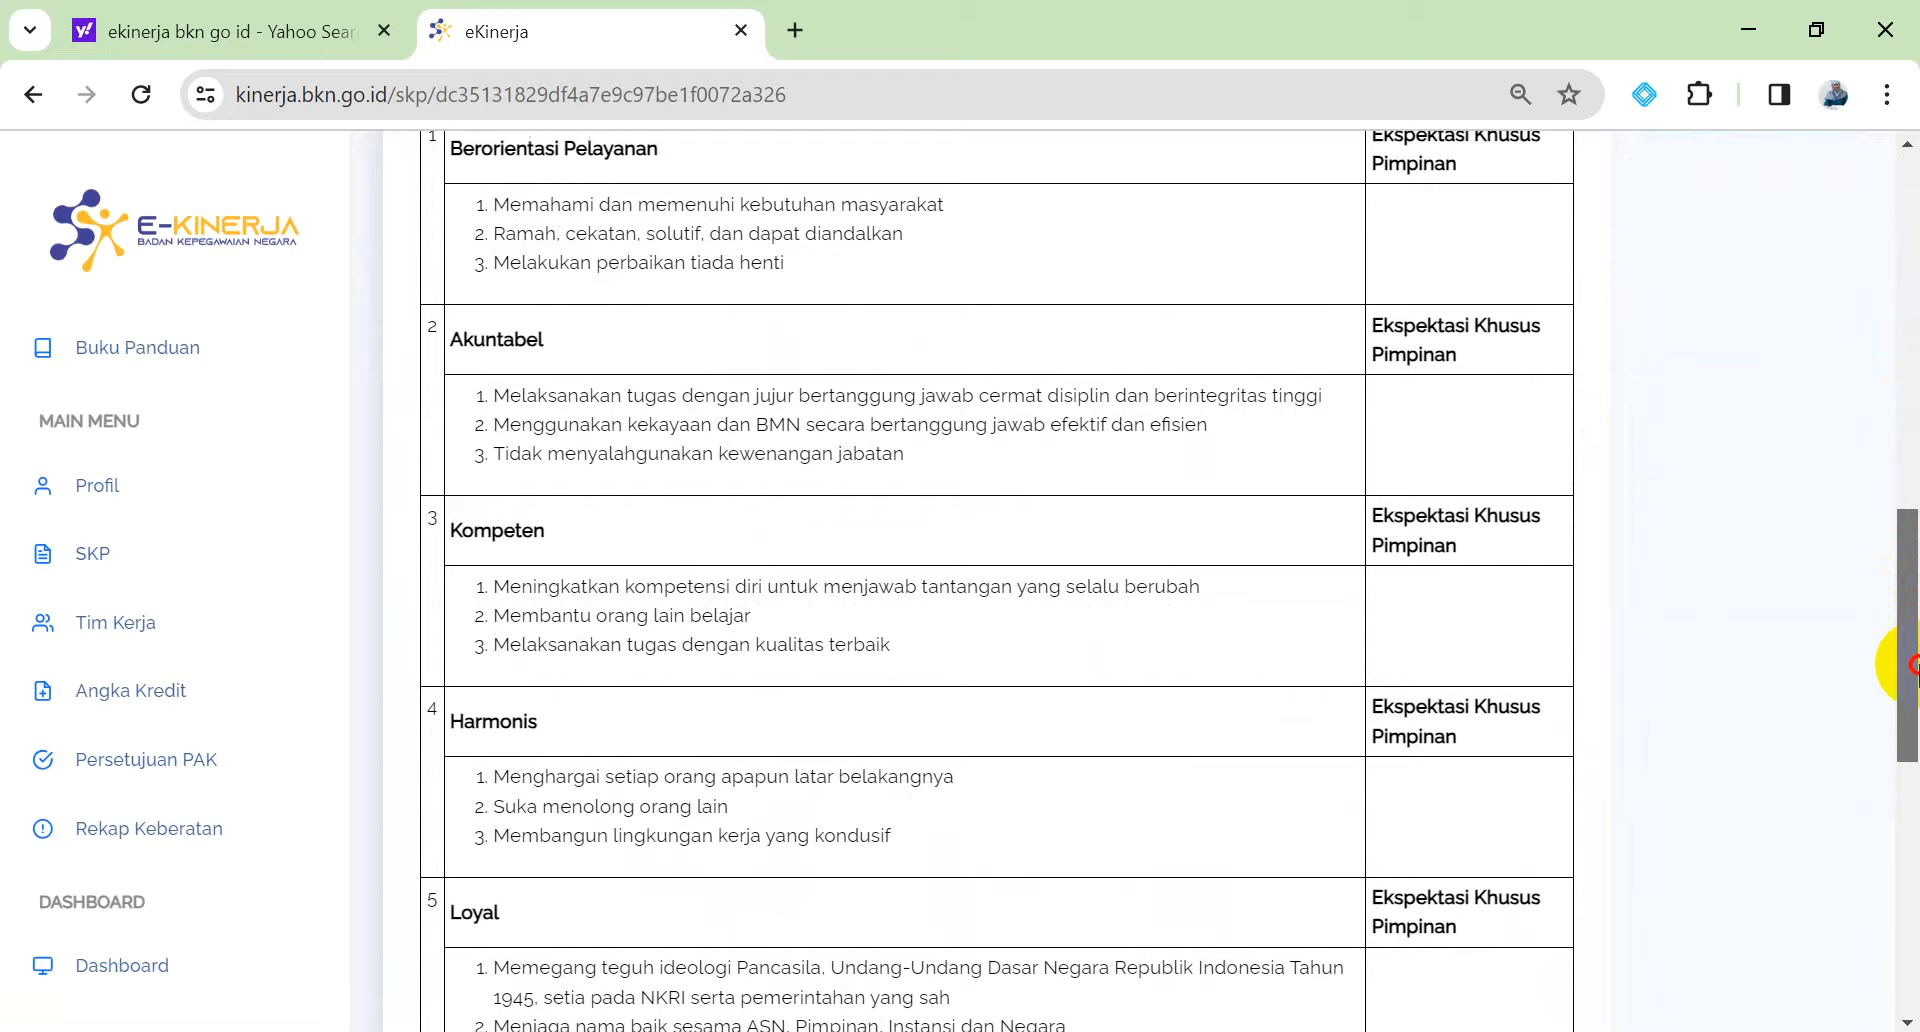 ekinerja bkn go id - Yahoo Sear
eKinerja
kinerja.bkn.go.id/skp/dc35131829df4a7e9c97be1f0072a326
E-KINERJA
BADAN KEPEGAWAIAN NEGARA
Buku Panduan
MAIN MENU
Profil
SKP
Tim Kerja
Angka Kredit
Persetujuan PAK
Rekap Keberatan
DASHBOARD
Dashboard
1
Berorientasi Pelayanan
Ekspektasi Khusus
Pimpinan
1. Memahami dan memenuhi kebutuhan masyarakat
2. Ramah, cekatan, solutif, dan dapat diandalkan
3. Melakukan perbaikan tiada henti
2
Akuntabel
Ekspektasi Khusus
Pimpinan
1. Melaksanakan tugas dengan jujur bertanggung jawab cermat disiplin dan berintegritas tinggi
2. Menggunakan kekayaan dan BMN secara bertanggung jawab efektif dan efisien
3. Tidak menyalahgunakan kewenangan jabatan
3
Kompeten
Ekspektasi Khusus
Pimpinan
1. Meningkatkan kompetensi diri untuk menjawab tantangan yang selalu berubah
2. Membantu orang lain belajar
3. Melaksanakan tugas dengan kualitas terbaik
4
Harmonis
Ekspektasi Khusus
Pimpinan
1. Menghargai setiap orang apapun latar belakangnya
2. Suka menolong orang lain
3. Membangun lingkungan kerja yang kondusif
5
Loyal
Ekspektasi Khusus
Pimpinan
1. Memegang teguh ideologi Pancasila, Undang-Undang Dasar Negara Republik Indonesia Tahun
1945, setia pada NKRI serta pemerintahan yang sah
2. Menjaga nama baik sesama ASN, Pimpinan, Instansi dan Negara